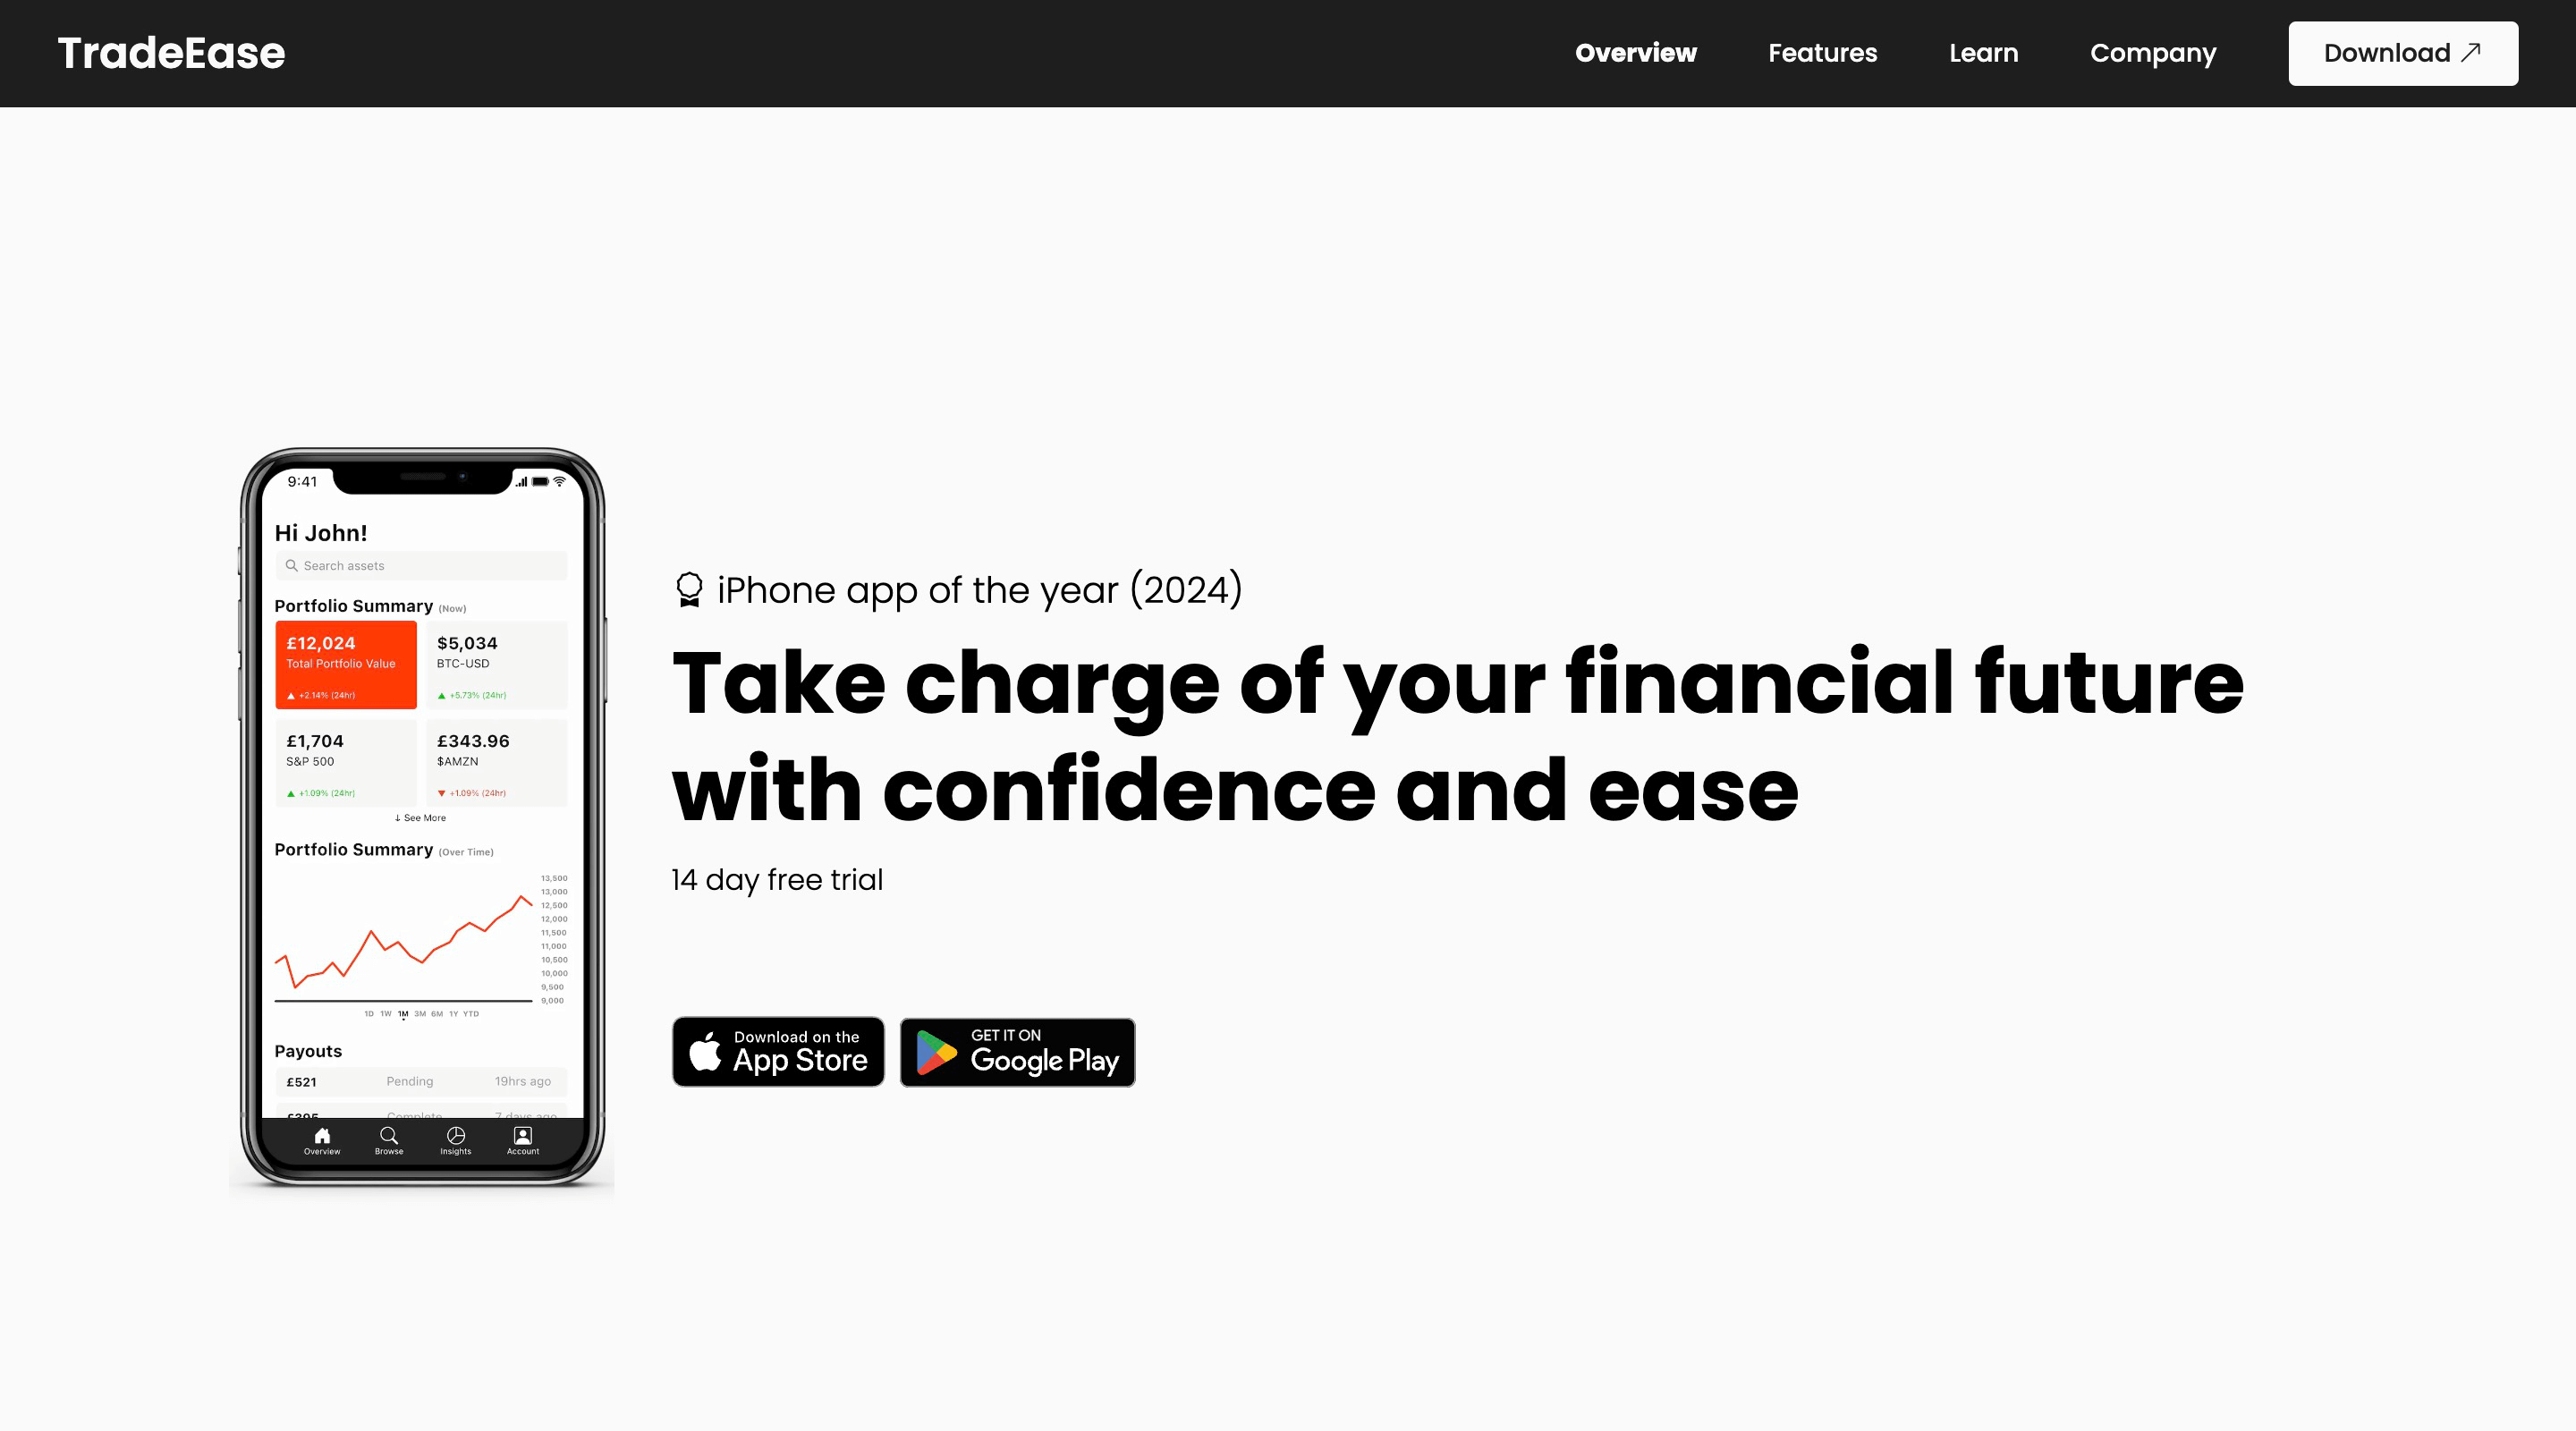 TradeEase
Overview
Features
Learn
Company
Download
9:41
Hi John!
Search assets
Portfolio Summary (Now)
£12,024
Total Portfolio Value
▲ +2.14% (24hr)
$5,034
BTC-USD
▲ +5.73% (24hr)
£1,704
S&P 500
▲ +1.09% (24hr)
£343.96
$AMZN
▼ +1.09% (24hr)
↓ See More
Portfolio Summary (Over Time)
13,500
13,000
12,500
12,000
11,500
11,000
10,500
10,000
9,500
9,000
1D 1W 1M 3M 6M 1Y YTD
Payouts
£521 Pending 19hrs ago
£395 Complete 7 days ago
Overview
Browse
Insights
Account
iPhone app of the year (2024)
Take charge of your financial future
with confidence and ease
14 day free trial
Download on the
App Store
GET IT ON
Google Play